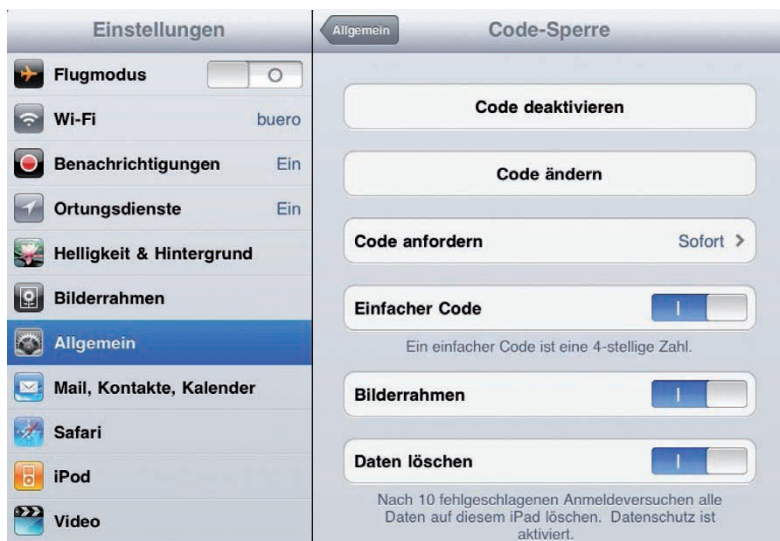 Einstellungen
Flugmodus
Wi-Fi buero
Benachrichtigungen Ein
Ortungsdienste Ein
Helligkeit & Hintergrund
Bilderrahmen
Allgemein
Mail, Kontakte, Kalender
Safari
iPod
Video
Allgemein Code-Sperre
Code deaktivieren
Code ändern
Code anfordern Sofort
Einfacher Code
Ein einfacher Code ist eine 4-stellige Zahl.
Bilderrahmen
Daten löschen
Nach 10 fehlgeschlagenen Anmeldeversuchen alle
Daten auf diesem iPad löschen. Datenschutz ist
aktiviert.